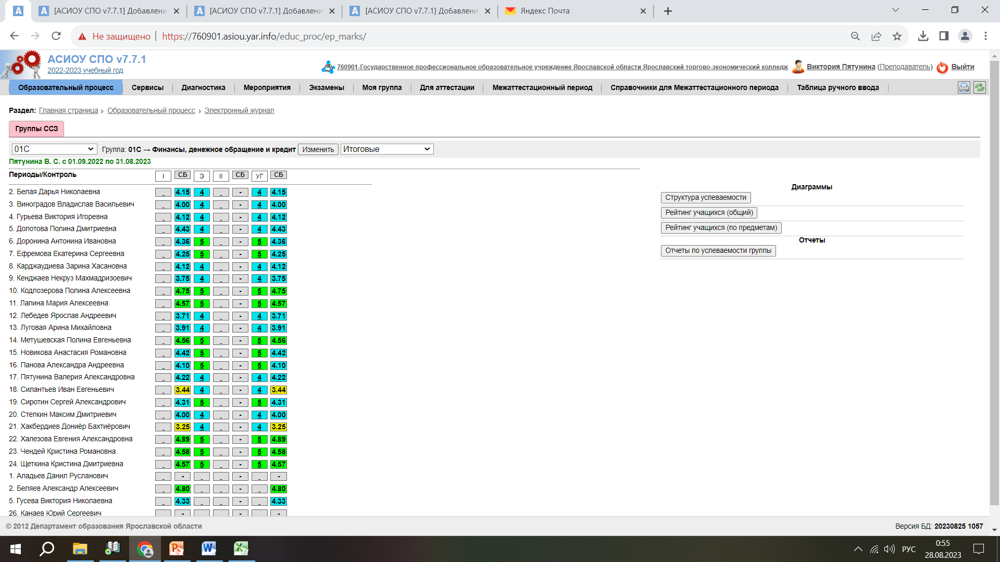 [АСИОУ СПО v7.7.1] Добавлени
[АСИОУ СПО v7.7.1] Добавлени
[АСИОУ СПО v7.7.1] Добавлени
Яндекс Почта
Не защищено
https://760901.asiou.yar.info/educ_proc/ep_marks/
АСИОУ СПО v7.7.1
2022-2023 учебный год
760901-Государственное профессиональное образовательное учреждение Ярославской области Ярославский торгово-экономический колледж
Виктория Пятунина (Преподаватель)
Выйти
Образовательный процесс Сервисы Диагностика Мероприятия Экзамены Моя группа Для аттестации Межаттестационный период Справочники для Межаттестационного периода Таблица ручного ввода
Раздел: Главная страница Образовательный процесс Электронный журнал
Группы ССЗ
01С Группа: 01С → Финансы, денежное обращение и кредит Изменить Итоговые
Пятунина В. С. с 01.09.2022 по 31.08.2023
Периоды/Контроль I СБ Э II СБ УГ СБ
2. Белая Дарья Николаевна _ 4.15 4 _ - 4 4.15
3. Виноградов Владислав Васильевич _ 4.00 4 _ - 4 4.00
4. Гурьева Виктория Игоревна _ 4.12 4 _ - 4 4.12
5. Долотова Полина Дмитриевна _ 4.43 4 _ - 4 4.43
6. Доронина Антонина Ивановна _ 4.36 5 _ - 5 4.36
7. Ефремова Екатерина Сергеевна _ 4.25 5 _ - 5 4.25
8. Карджаудиева Зарина Хасановна _ 4.12 4 _ - 4 4.12
9. Кенджаев Некруз Махмадризоевич _ 3.75 4 _ - 4 3.75
10. Кодлозерова Полина Алексеевна _ 4.75 5 _ - 5 4.75
11. Лапина Мария Алексеевна _ 4.57 5 _ - 5 4.57
12. Лебедев Ярослав Андреевич _ 3.71 4 _ - 4 3.71
13. Луговая Арина Михайловна _ 3.91 4 _ - 4 3.91
14. Метушевская Полина Евгеньевна _ 4.56 5 _ - 5 4.56
15. Новикова Анастасия Романовна _ 4.42 5 _ - 5 4.42
16. Панова Александра Андреевна _ 4.10 5 _ - 5 4.10
17. Пятунина Валерия Александровна _ 4.22 4 _ - 4 4.22
18. Силантьев Иван Евгеньевич _ 3.44 4 _ - 4 3.44
19. Сиротин Сергей Александрович _ 4.31 5 _ - 5 4.31
20. Степкин Максим Дмитриевич _ 4.00 4 _ - 4 4.00
21. Хакбердиев Дониёр Бахтиёрович _ 3.25 4 _ - 4 3.25
22. Халезова Евгения Александровна _ 4.89 5 _ - 5 4.89
23. Чендей Кристина Романовна _ 4.58 5 _ - 5 4.58
24. Щеткина Кристина Дмитриевна _ 4.57 5 _ - 5 4.57
1. Аладьев Данил Русланович _ - _ _ - _ -
2. Беляев Александр Алексеевич _ 4.80 _ _ - _ 4.80
5. Гусева Виктория Николаевна _ 4.33 _ _ - _ 4.33
26. Канаев Юрий Сергеевич - - -
Диаграммы
Структура успеваемости
Рейтинг учащихся (общий)
Рейтинг учащихся (по предметам)
Отчеты
Отчеты по успеваемости группы
© 2012 Департамент образования Ярославской области
Версия БД: 20230825 1057
РУС
0:55
28.08.2023